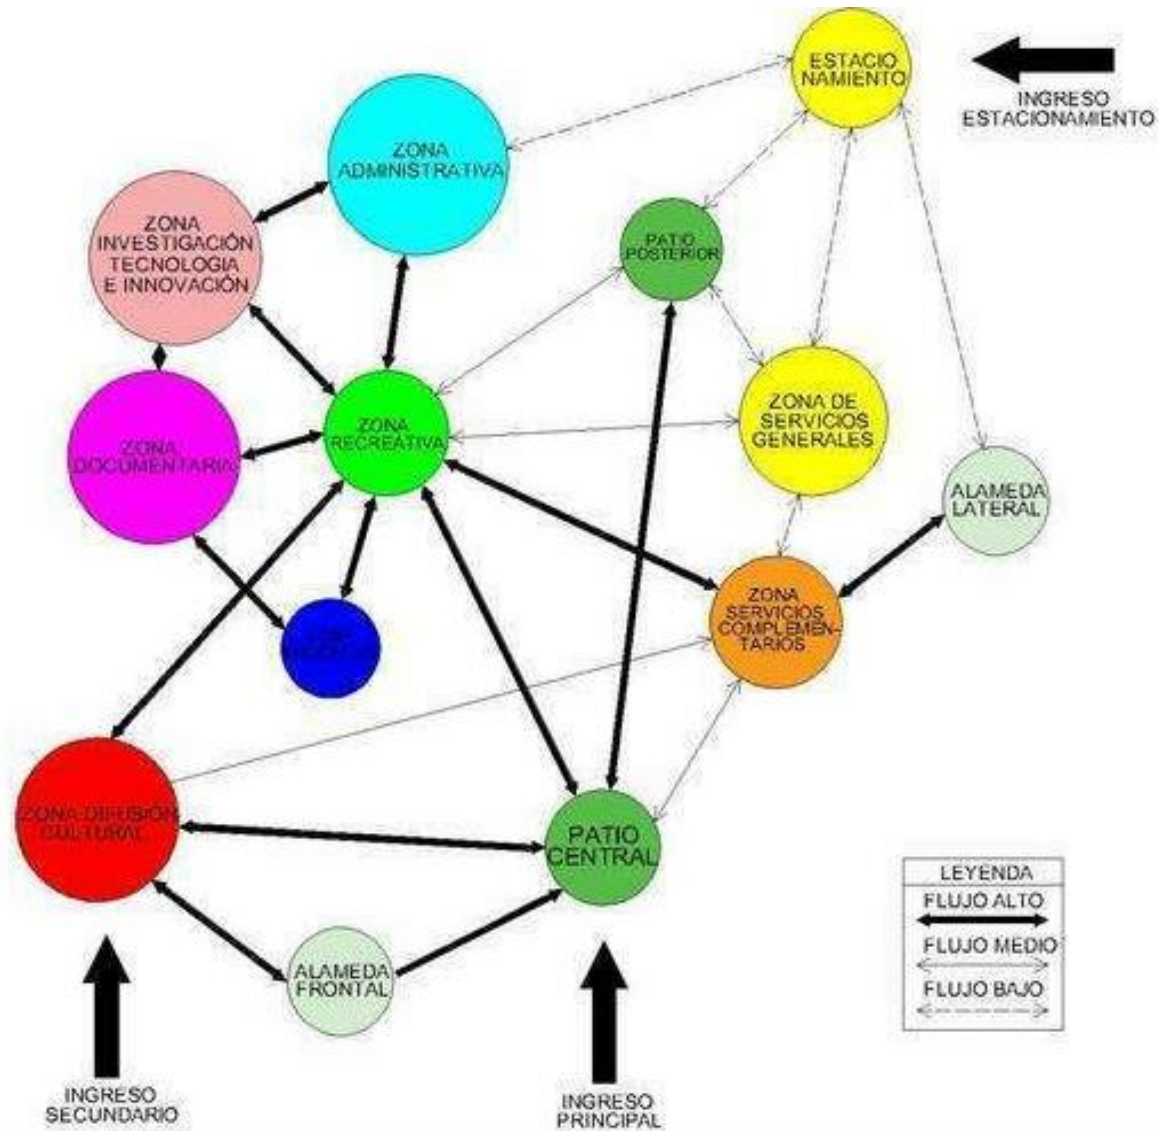 ESTACIO
NAMIENTO
INGRESO
ESTACIONAMIENTO
ZONA
ADMINISTRATIVA
ZONA
INVESTIGACIÓN
TECNOLOGIA
E INNOVACIÓN
PATIO
POSTERIOR
ZONA DE
SERVICIOS
GENERALES
ZONA
RECREATIVA
ZONA
DOCUMENTARIA
ALAMEDA
LATERAL
ZONA
SERVICIOS
COMPLEMEN-
TARIOS
ZONA
ZONA DIFUSIÓN
CULTURAL
PATIO
CENTRAL
ALAMEDA
FRONTAL
LEYENDA
FLUJO ALTO
FLUJO MEDIO
FLUJO BAJO
INGRESO
SECUNDARIO
INGRESO
PRINCIPAL